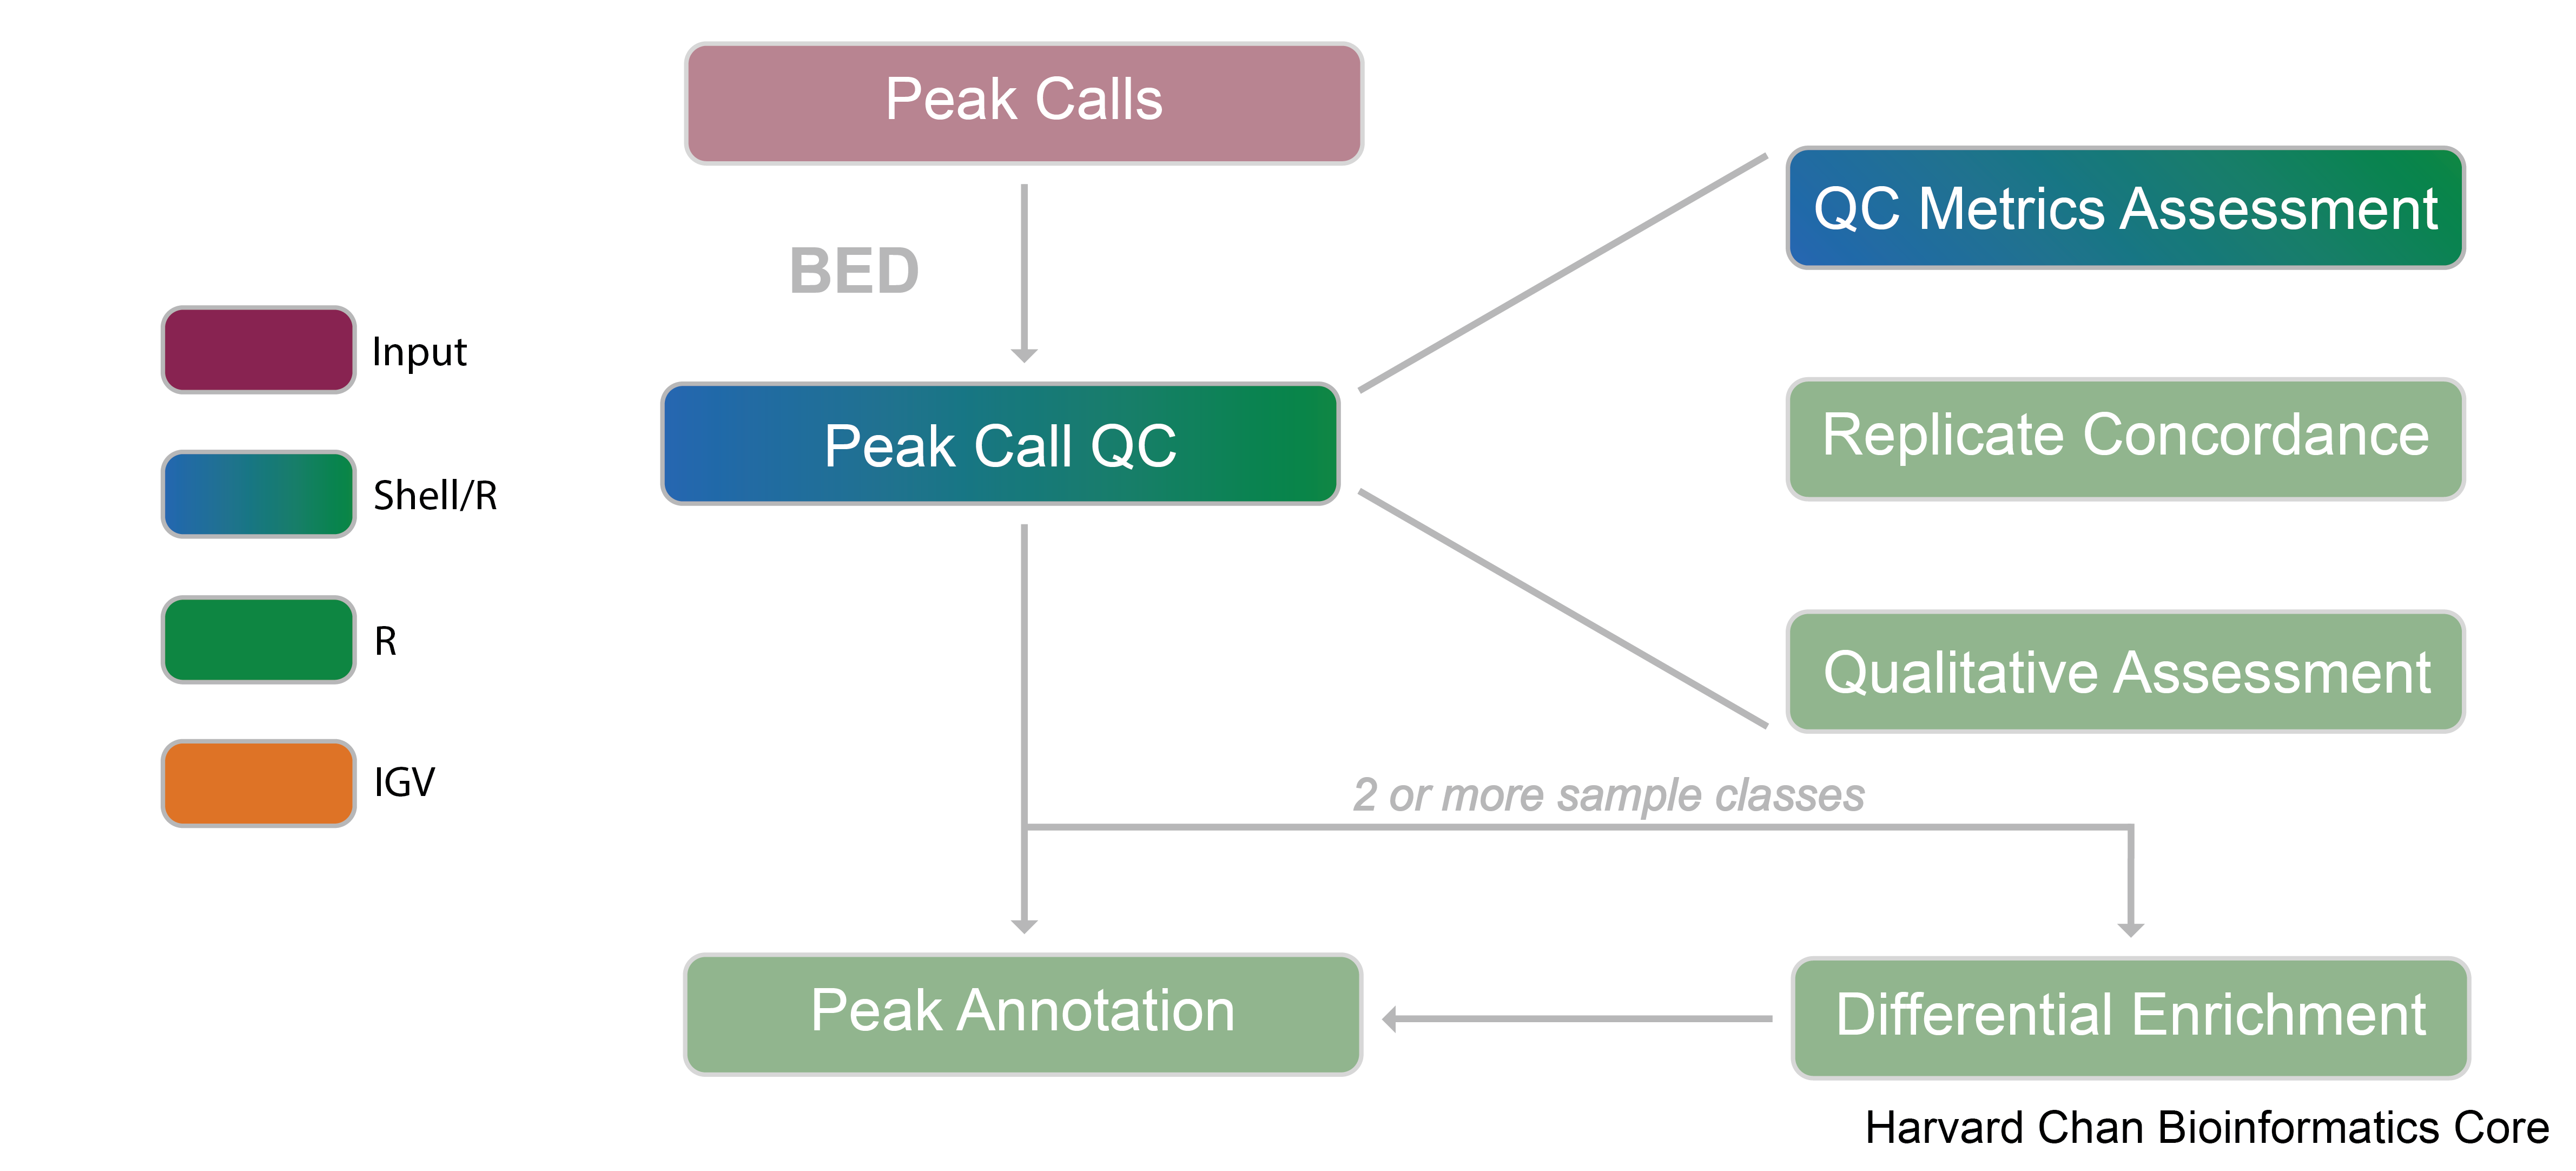 Peak Calls
BED
Peak Call QC
QC Metrics Assessment
Replicate Concordance
Qualitative Assessment
2 or more sample classes
Peak Annotation
Differential Enrichment
Input
Shell/R
R
IGV
Harvard Chan Bioinformatics Core